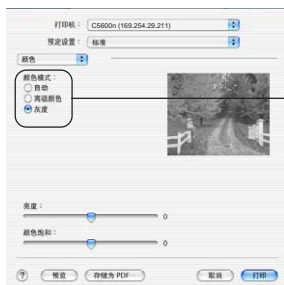 打印机： C5600n (169.254.29.211)
预定设置： 标准
颜色
颜色模式：
自动
高级颜色
灰度
亮度：
0
颜色饱和：
0
? 预览 存储为 PDF... 取消 打印